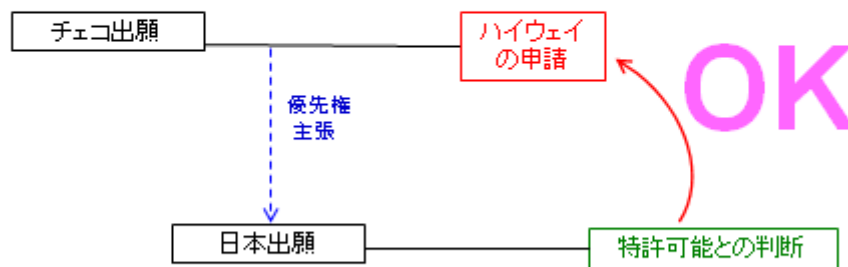 チェコ出願
ハイウェイ
の申請
OK
優先権
主張
日本出願
特許可能との判断